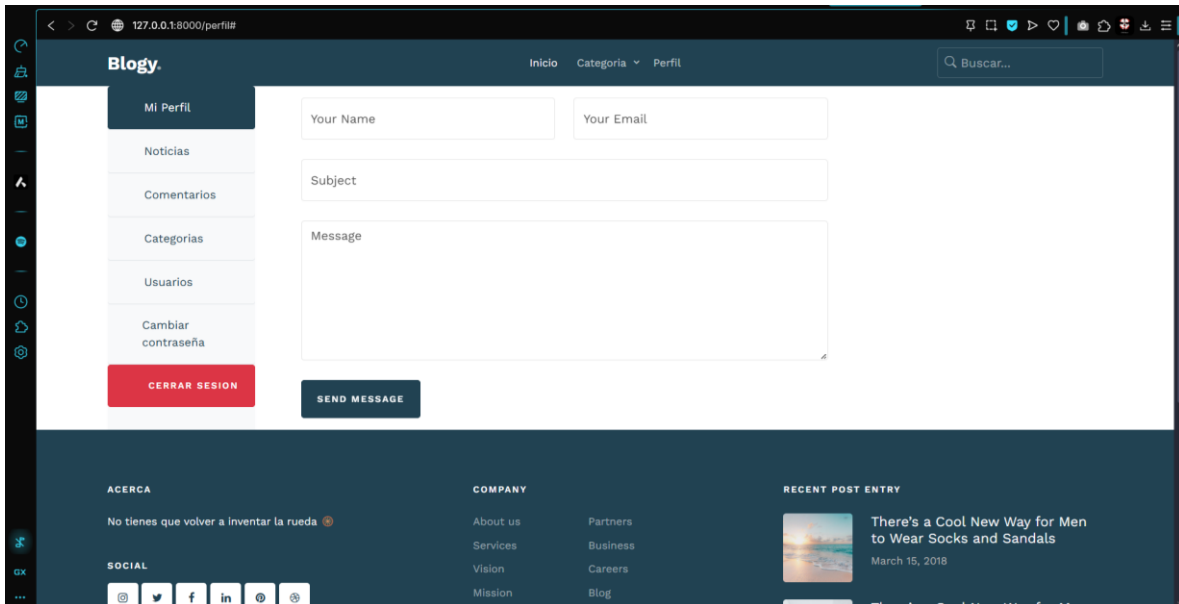 127.0.0.1:8000/perfil#
Blogy.
Inicio Categoria Perfil
Buscar...
Mi Perfil
Noticias
Comentarios
Categorias
Usuarios
Cambiar
contraseña
CERRAR SESION
Your Name
Your Email
Subject
Message
SEND MESSAGE
ACERCA
No tienes que volver a inventar la rueda
SOCIAL
COMPANY
About us
Services
Vision
Mission
Partners
Business
Careers
Blog
RECENT POST ENTRY
There's a Cool New Way for Men
to Wear Socks and Sandals
March 15, 2018
GX